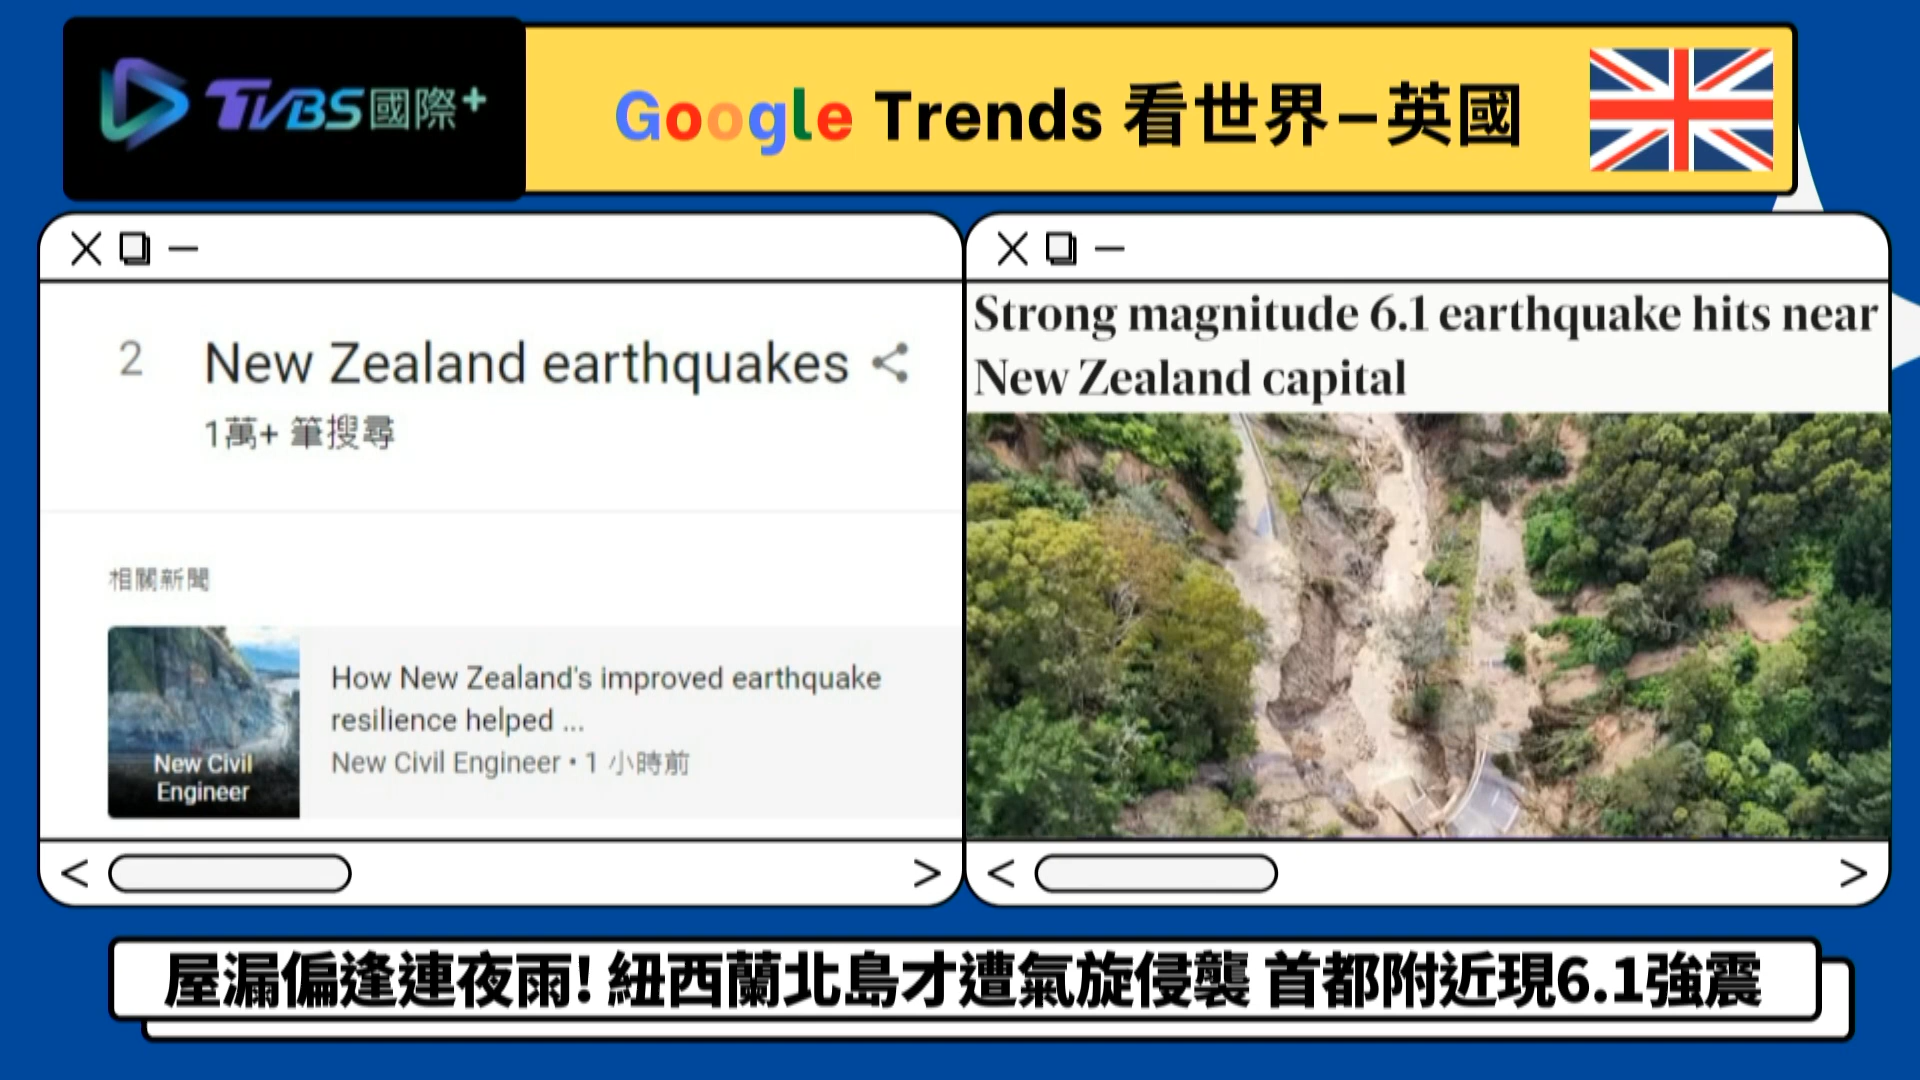 TVBS國際+
Google Trends 看世界-英國
2 New Zealand earthquakes
1萬+ 筆搜尋
相關新聞
How New Zealand's improved earthquake
resilience helped ...
New Civil Engineer • 1 小時前
New Civil
Engineer
Strong magnitude 6.1 earthquake hits near
New Zealand capital
屋漏偏逢連夜雨! 紐西蘭北島才遭氣旋侵襲 首都附近現6.1強震